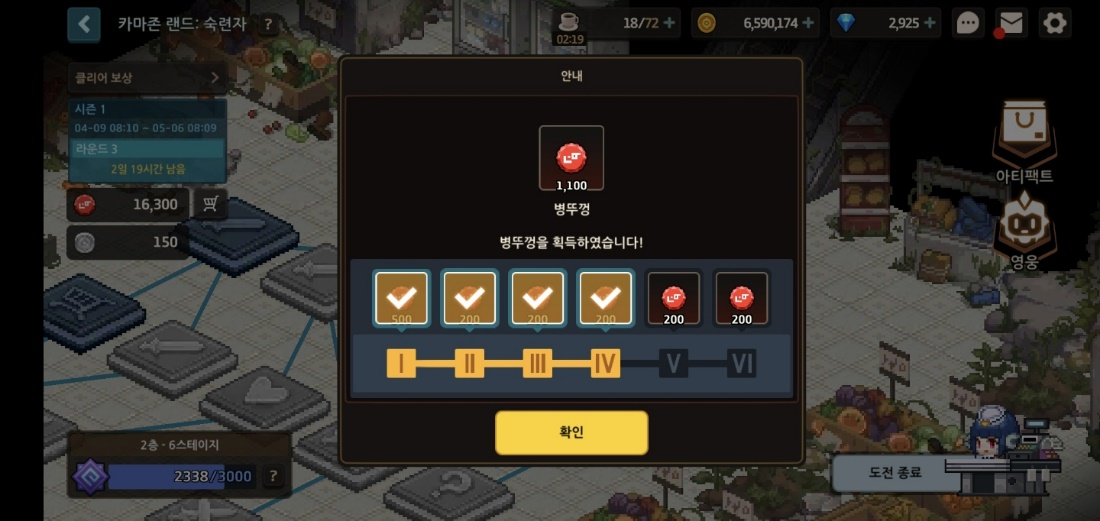 카마존 랜드: 숙련자 ?
18/72 +
02:19
6,590,174 +
2,925 +
클리어 보상 >
시즌 1
04-09 08:10 ~ 05-06 08:09
라운드 3
2일 19시간 남음
16,300
150
안내
1,100
병뚜껑
병뚜껑을 획득하였습니다!
500 200 200 200 200 200
I II III IV V VI
확인
아티팩트
영웅
2층 - 6스테이지
2338/3000 ?
도전 종료